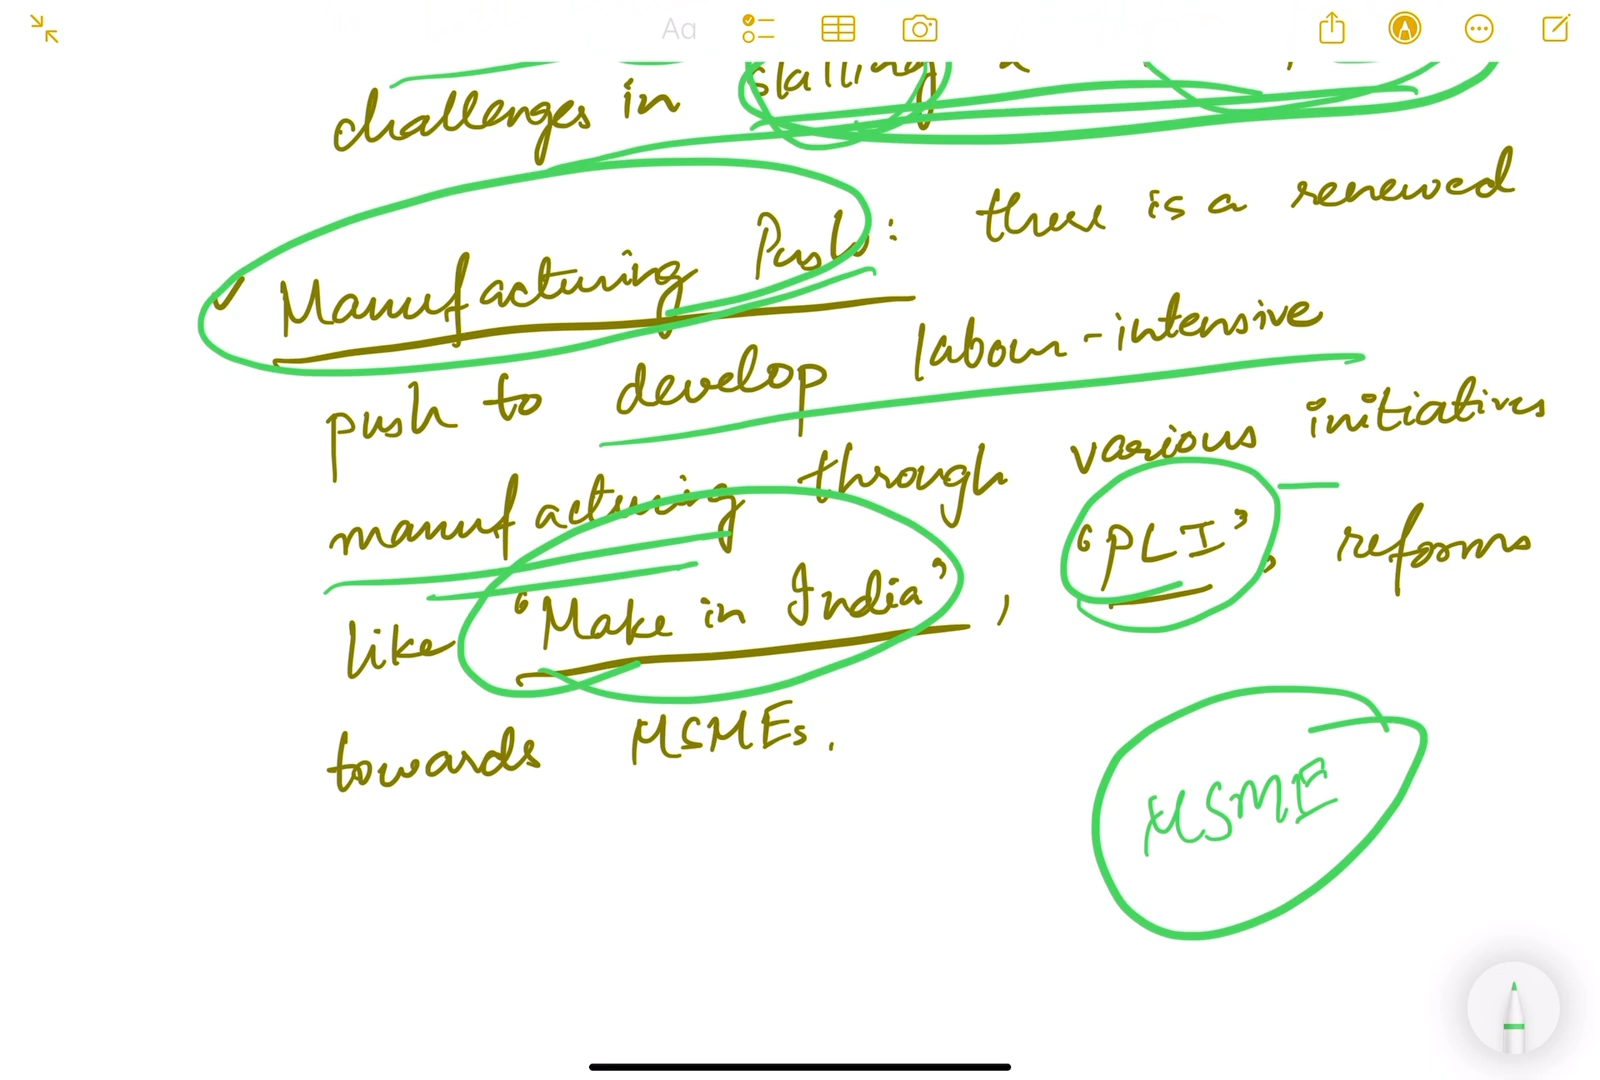 Aa
challenges in
✓ Manufacturing Push: there is a renewed
push to develop labour-intensive
manufacturing through various initiatives
like 'Make in India', 'PLI', reforms
towards MSMEs.
MSME